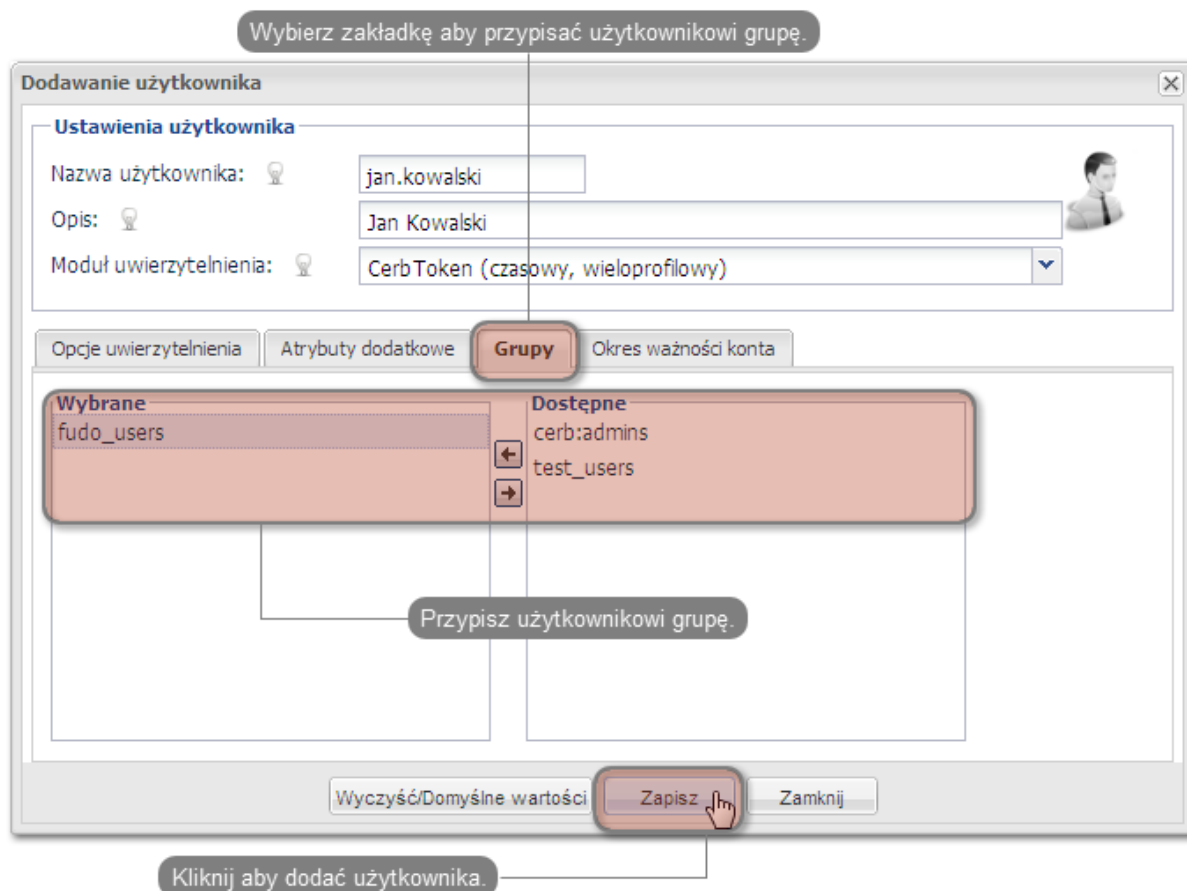 Wybierz zakładkę aby przypisać użytkownikowi grupę.
Dodawanie użytkownika
Ustawienia użytkownika
Nazwa użytkownika: jan.kowalski
Opis: Jan Kowalski
Moduł uwierzytelnienia: CerbToken (czasowy, wieloprofilowy)
Opcje uwierzytelnienia Atrybuty dodatkowe Grupy Okres ważności konta
Wybrane Dostępne
fudo_users cerb:admins
test_users
Przypisz użytkownikowi grupę.
Wyczyść/Domyślne wartości Zapisz Zamknij
Kliknij aby dodać użytkownika.